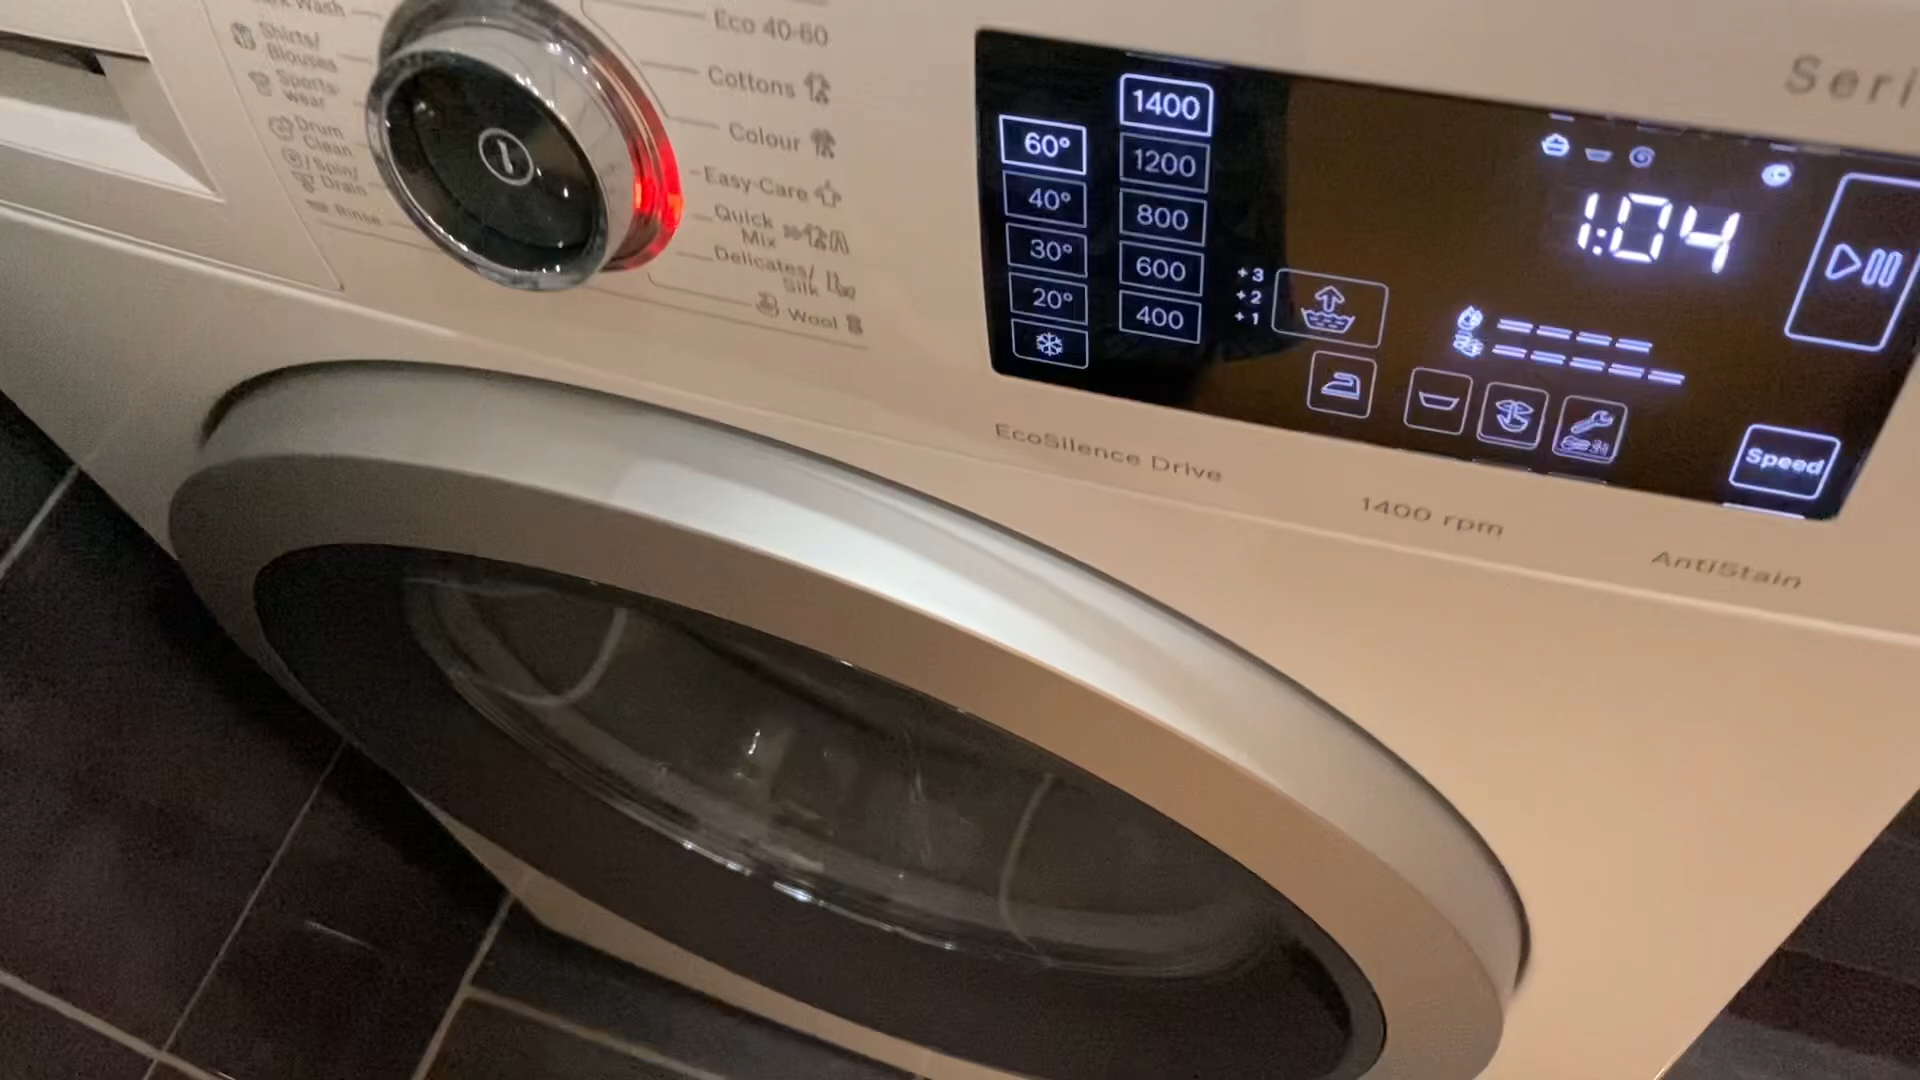 Wash
Shirts/
Blouses
Sports-
wear
Drum
Clean
Spin/
Drain
Rinse
Eco 40-60
Cottons
Colour
Easy-Care
Quick
Mix
Delicates/
Silk
Wool
60°
40°
30°
20°
1400
1200
800
600
400
+3
+2
+1
1:04
Speed
Seri
EcoSilence Drive
1400 rpm
AntiStain